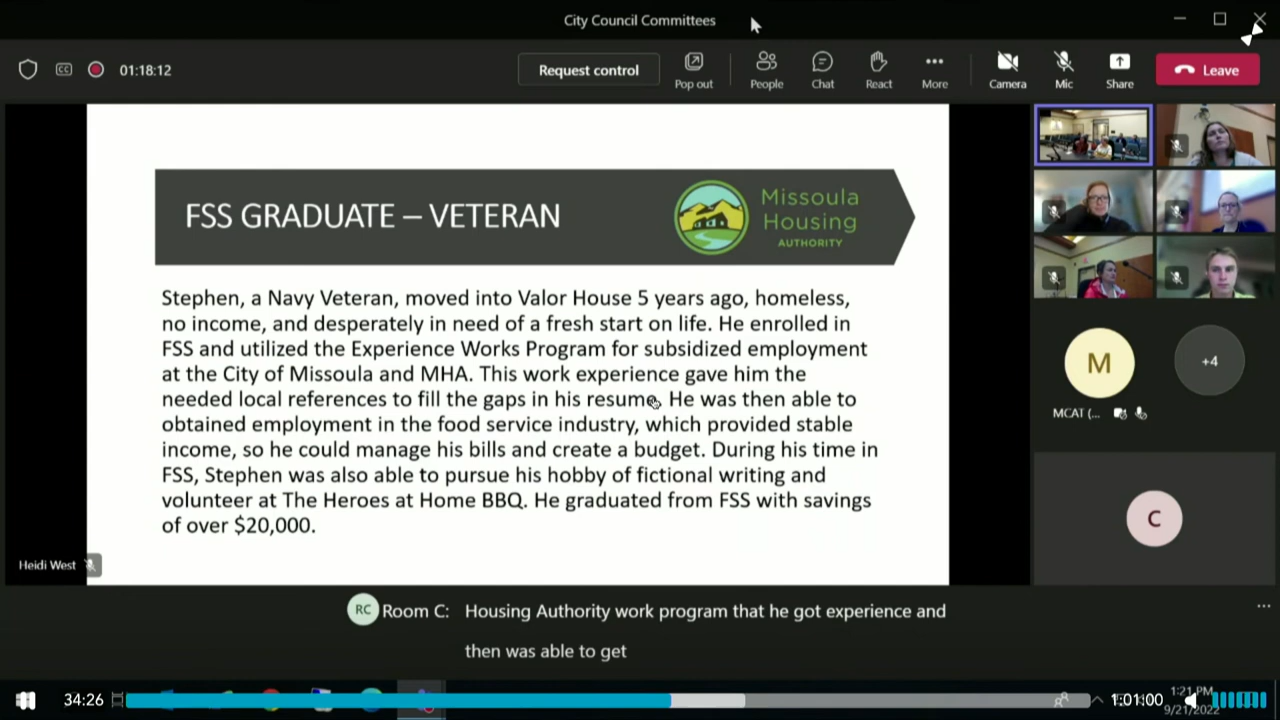 City Council Committees
CC
01:18:12
Request control
Pop out
People
Chat
React
More
Camera
Mic
Share
Leave
FSS GRADUATE – VETERAN
Missoula
Housing
AUTHORITY
Stephen, a Navy Veteran, moved into Valor House 5 years ago, homeless,
no income, and desperately in need of a fresh start on life. He enrolled in
FSS and utilized the Experience Works Program for subsidized employment
at the City of Missoula and MHA. This work experience gave him the
needed local references to fill the gaps in his resume. He was then able to
obtained employment in the food service industry, which provided stable
income, so he could manage his bills and create a budget. During his time in
FSS, Stephen was also able to pursue his hobby of fictional writing and
volunteer at The Heroes at Home BBQ. He graduated from FSS with savings
of over $20,000.
M
+4
MCAT (...
C
Heidi West
RC Room C: Housing Authority work program that he got experience and
then was able to get
34:26
1:01:00
1:21 PM
9/21/2022